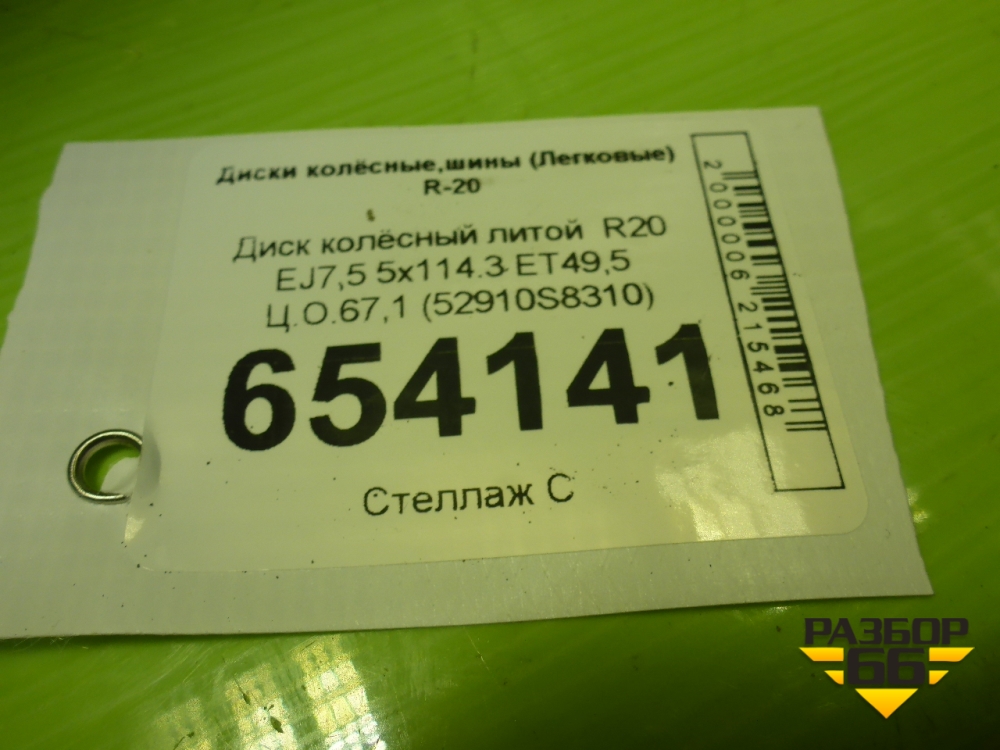 Диски колёсные,шины (Легковые)
R-20
Диск колёсный литой R20
EJ7,5 5x114.3 ET49,5
Ц.О.67,1 (52910S8310)
654141
Стеллаж С
2000006215468
РАЗБОР
66